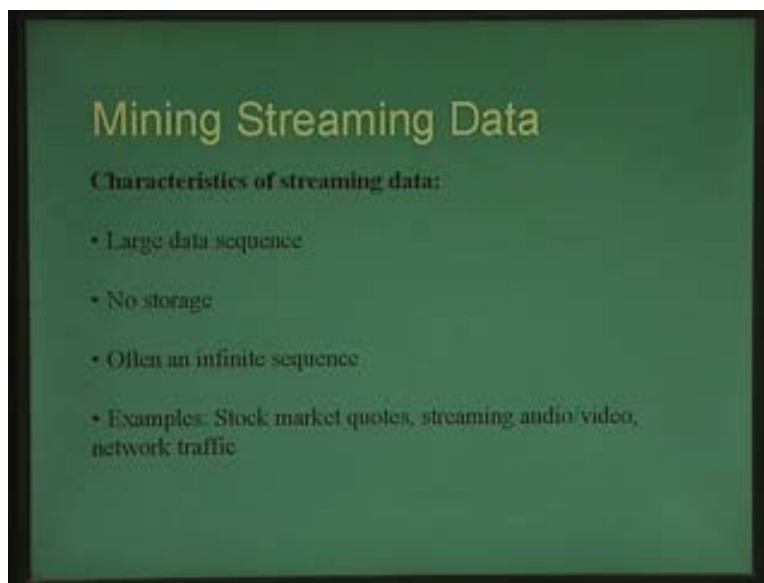 Mining Streaming Data
Characteristics of streaming data:
• Large data sequence
• No storage
• Often an infinite sequence
• Examples: Stock market quotes, streaming audio/video,
network traffic